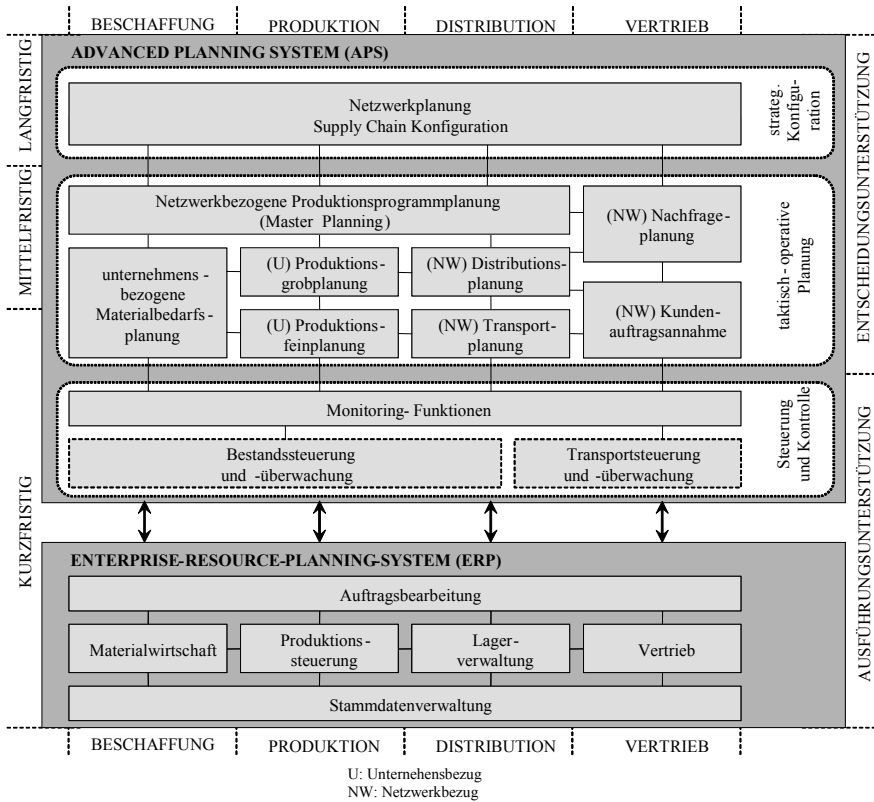 BESCHAFFUNG PRODUKTION DISTRIBUTION VERTRIEB
LANGFRISTIG
MITTELFRISTIG
KURZFRISTIG
ADVANCED PLANNING SYSTEM (APS)
Netzwerkplanung
Supply Chain Konfiguration
strateg.
Konfigu-
ration
Netzwerkbezogene Produktionsprogrammplanung
(Master Planning)
(NW) Nachfrage-
planung
unternehmens-
bezogene
Materialbedarfs-
planung
(U) Produktions-
grobplanung
(NW) Distributions-
planung
(U) Produktions-
feinplanung
(NW) Transport-
planung
(NW) Kunden-
auftragsannahme
taktisch-operative
Planung
Monitoring-Funktionen
Bestandssteuerung
und -überwachung
Transportsteuerung
und -überwachung
Steuerung
und Kontrolle
ENTSCHEIDUNGSUNTERSTÜTZUNG
AUSFÜHRUNGSUNTERSTÜTZUNG
ENTERPRISE-RESOURCE-PLANNING-SYSTEM (ERP)
Auftragsbearbeitung
Materialwirtschaft
Produktions-
steuerung
Lager-
verwaltung
Vertrieb
Stammdatenverwaltung
BESCHAFFUNG PRODUKTION DISTRIBUTION VERTRIEB
U: Unternehensbezug
NW: Netzwerkbezug